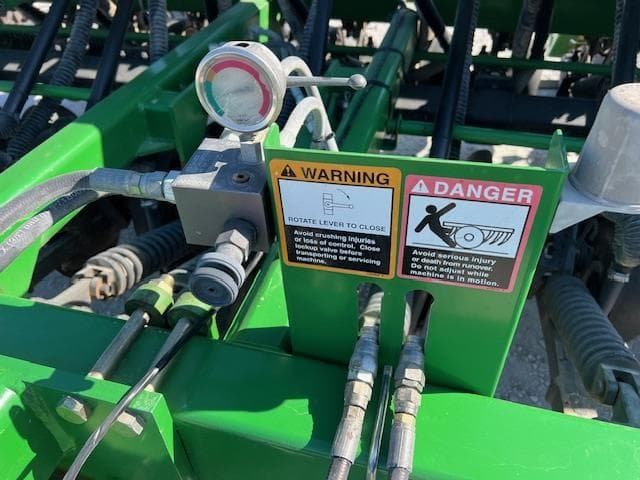 WARNING
ROTATE LEVER TO CLOSE
Avoid crushing injuries
or loss of control. Close
lockup valve before
transporting or servicing
machine.
DANGER
Avoid serious injury
or death from runover.
Do not adjust while
machine is in motion.